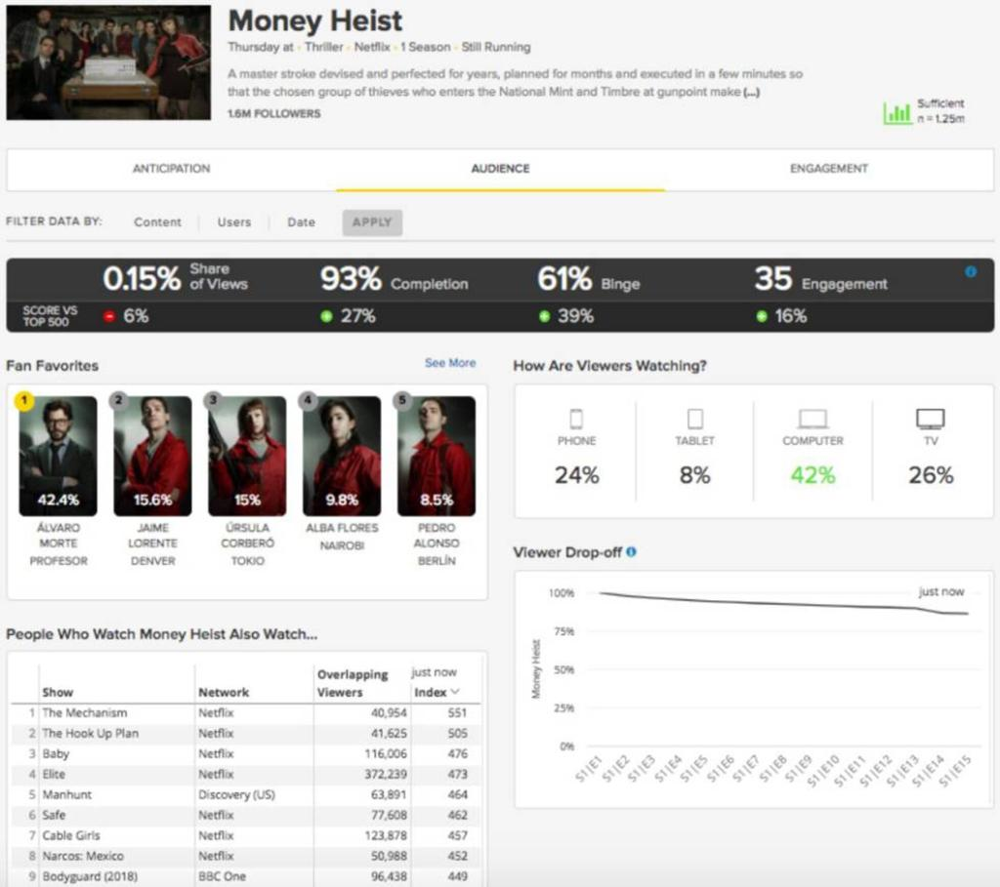 Money Heist
Thursday at • Thriller • Netflix • 1 Season • Still Running
A master stroke devised and perfected for years, planned for months and executed in a few minutes so
that the chosen group of thieves who enters the National Mint and Timbre at gunpoint make (...)
1.6M FOLLOWERS
Sufficient
n = 1.25m
ANTICIPATION AUDIENCE ENGAGEMENT
FILTER DATA BY: Content Users Date APPLY
0.15% Share of Views 93% Completion 61% Binge 35 Engagement
SCORE VS TOP 500 6% 27% 39% 16%
Fan Favorites See More
1 2 3 4 5
42.4% 15.6% 15% 9.8% 8.5%
ÁLVARO MORTE JAIME LORENTE ÚRSULA CORBERÓ ALBA FLORES PEDRO ALONSO
PROFESOR DENVER TOKIO NAIROBI BERLÍN
How Are Viewers Watching?
PHONE TABLET COMPUTER TV
24% 8% 42% 26%
Viewer Drop-off
just now
100%
75%
50%
25%
0%
Money Heist
S1|E1 S1|E2 S1|E3 S1|E4 S1|E5 S1|E6 S1|E7 S1|E8 S1|E9 S1|E10 S1|E11 S1|E12 S1|E13 S1|E14 S1|E15
People Who Watch Money Heist Also Watch...
Show Network Overlapping Viewers just now Index
1 The Mechanism Netflix 40,954 551
2 The Hook Up Plan Netflix 41,625 505
3 Baby Netflix 116,006 476
4 Elite Netflix 372,239 473
5 Manhunt Discovery (US) 63,891 464
6 Safe Netflix 77,608 462
7 Cable Girls Netflix 123,878 457
8 Narcos: Mexico Netflix 50,988 452
9 Bodyguard (2018) BBC One 96,438 449